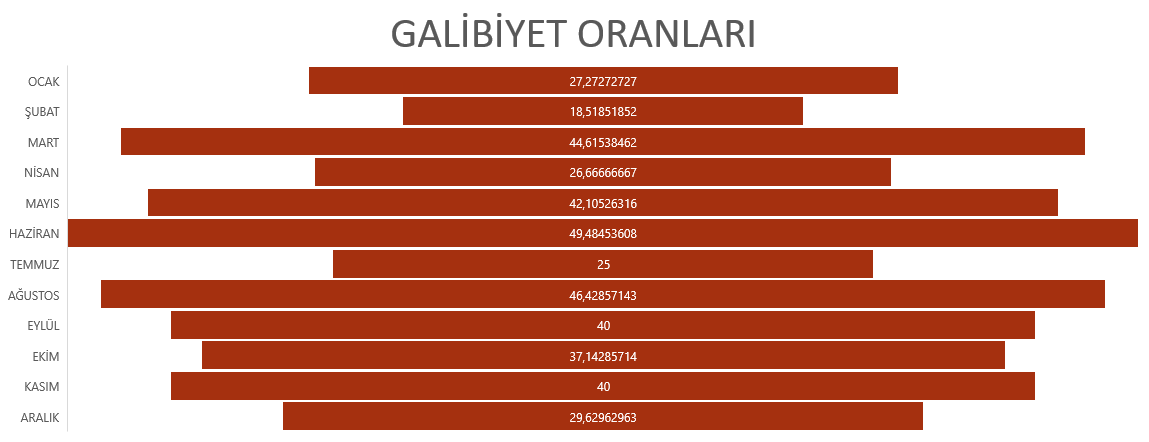 GALİBİYET ORANLARI
OCAK 27,27272727
ŞUBAT 18,51851852
MART 44,61538462
NİSAN 26,66666667
MAYIS 42,10526316
HAZİRAN 49,48453608
TEMMUZ 25
AĞUSTOS 46,42857143
EYLÜL 40
EKİM 37,14285714
KASIM 40
ARALIK 29,62962963